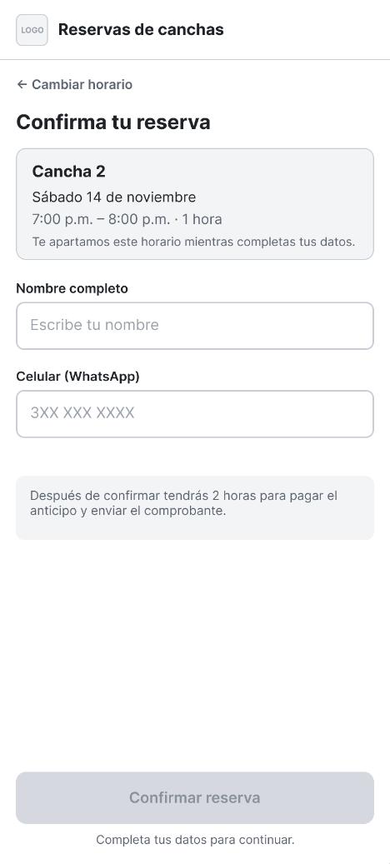 LOGO
Reservas de canchas
← Cambiar horario
Confirma tu reserva
Cancha 2
Sábado 14 de noviembre
7:00 p.m. – 8:00 p.m. · 1 hora
Te apartamos este horario mientras completas tus datos.
Nombre completo
Escribe tu nombre
Celular (WhatsApp)
3XX XXX XXXX
Después de confirmar tendrás 2 horas para pagar el
anticipo y enviar el comprobante.
Confirmar reserva
Completa tus datos para continuar.